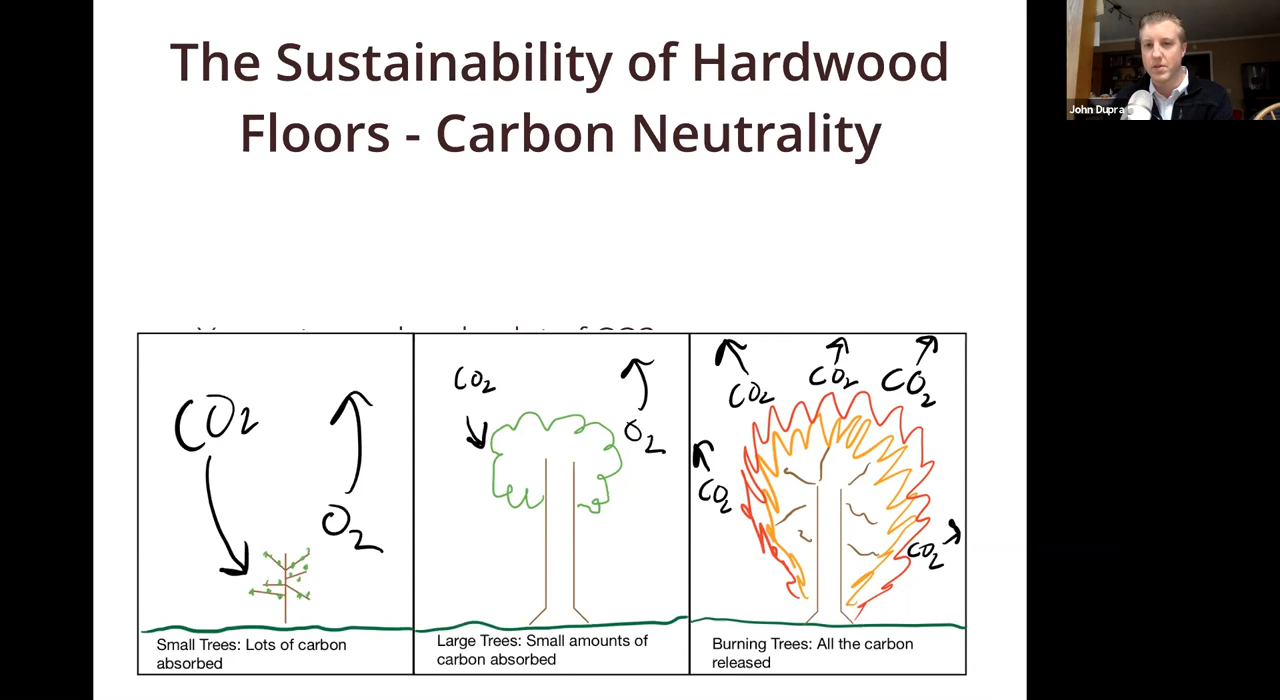 The Sustainability of Hardwood
Floors - Carbon Neutrality
John Dupra
CO2
O2
Small Trees: Lots of carbon
absorbed
CO2
O2
Large Trees: Small amounts of
carbon absorbed
CO2
CO2
CO2
CO2
CO2
Burning Trees: All the carbon
released